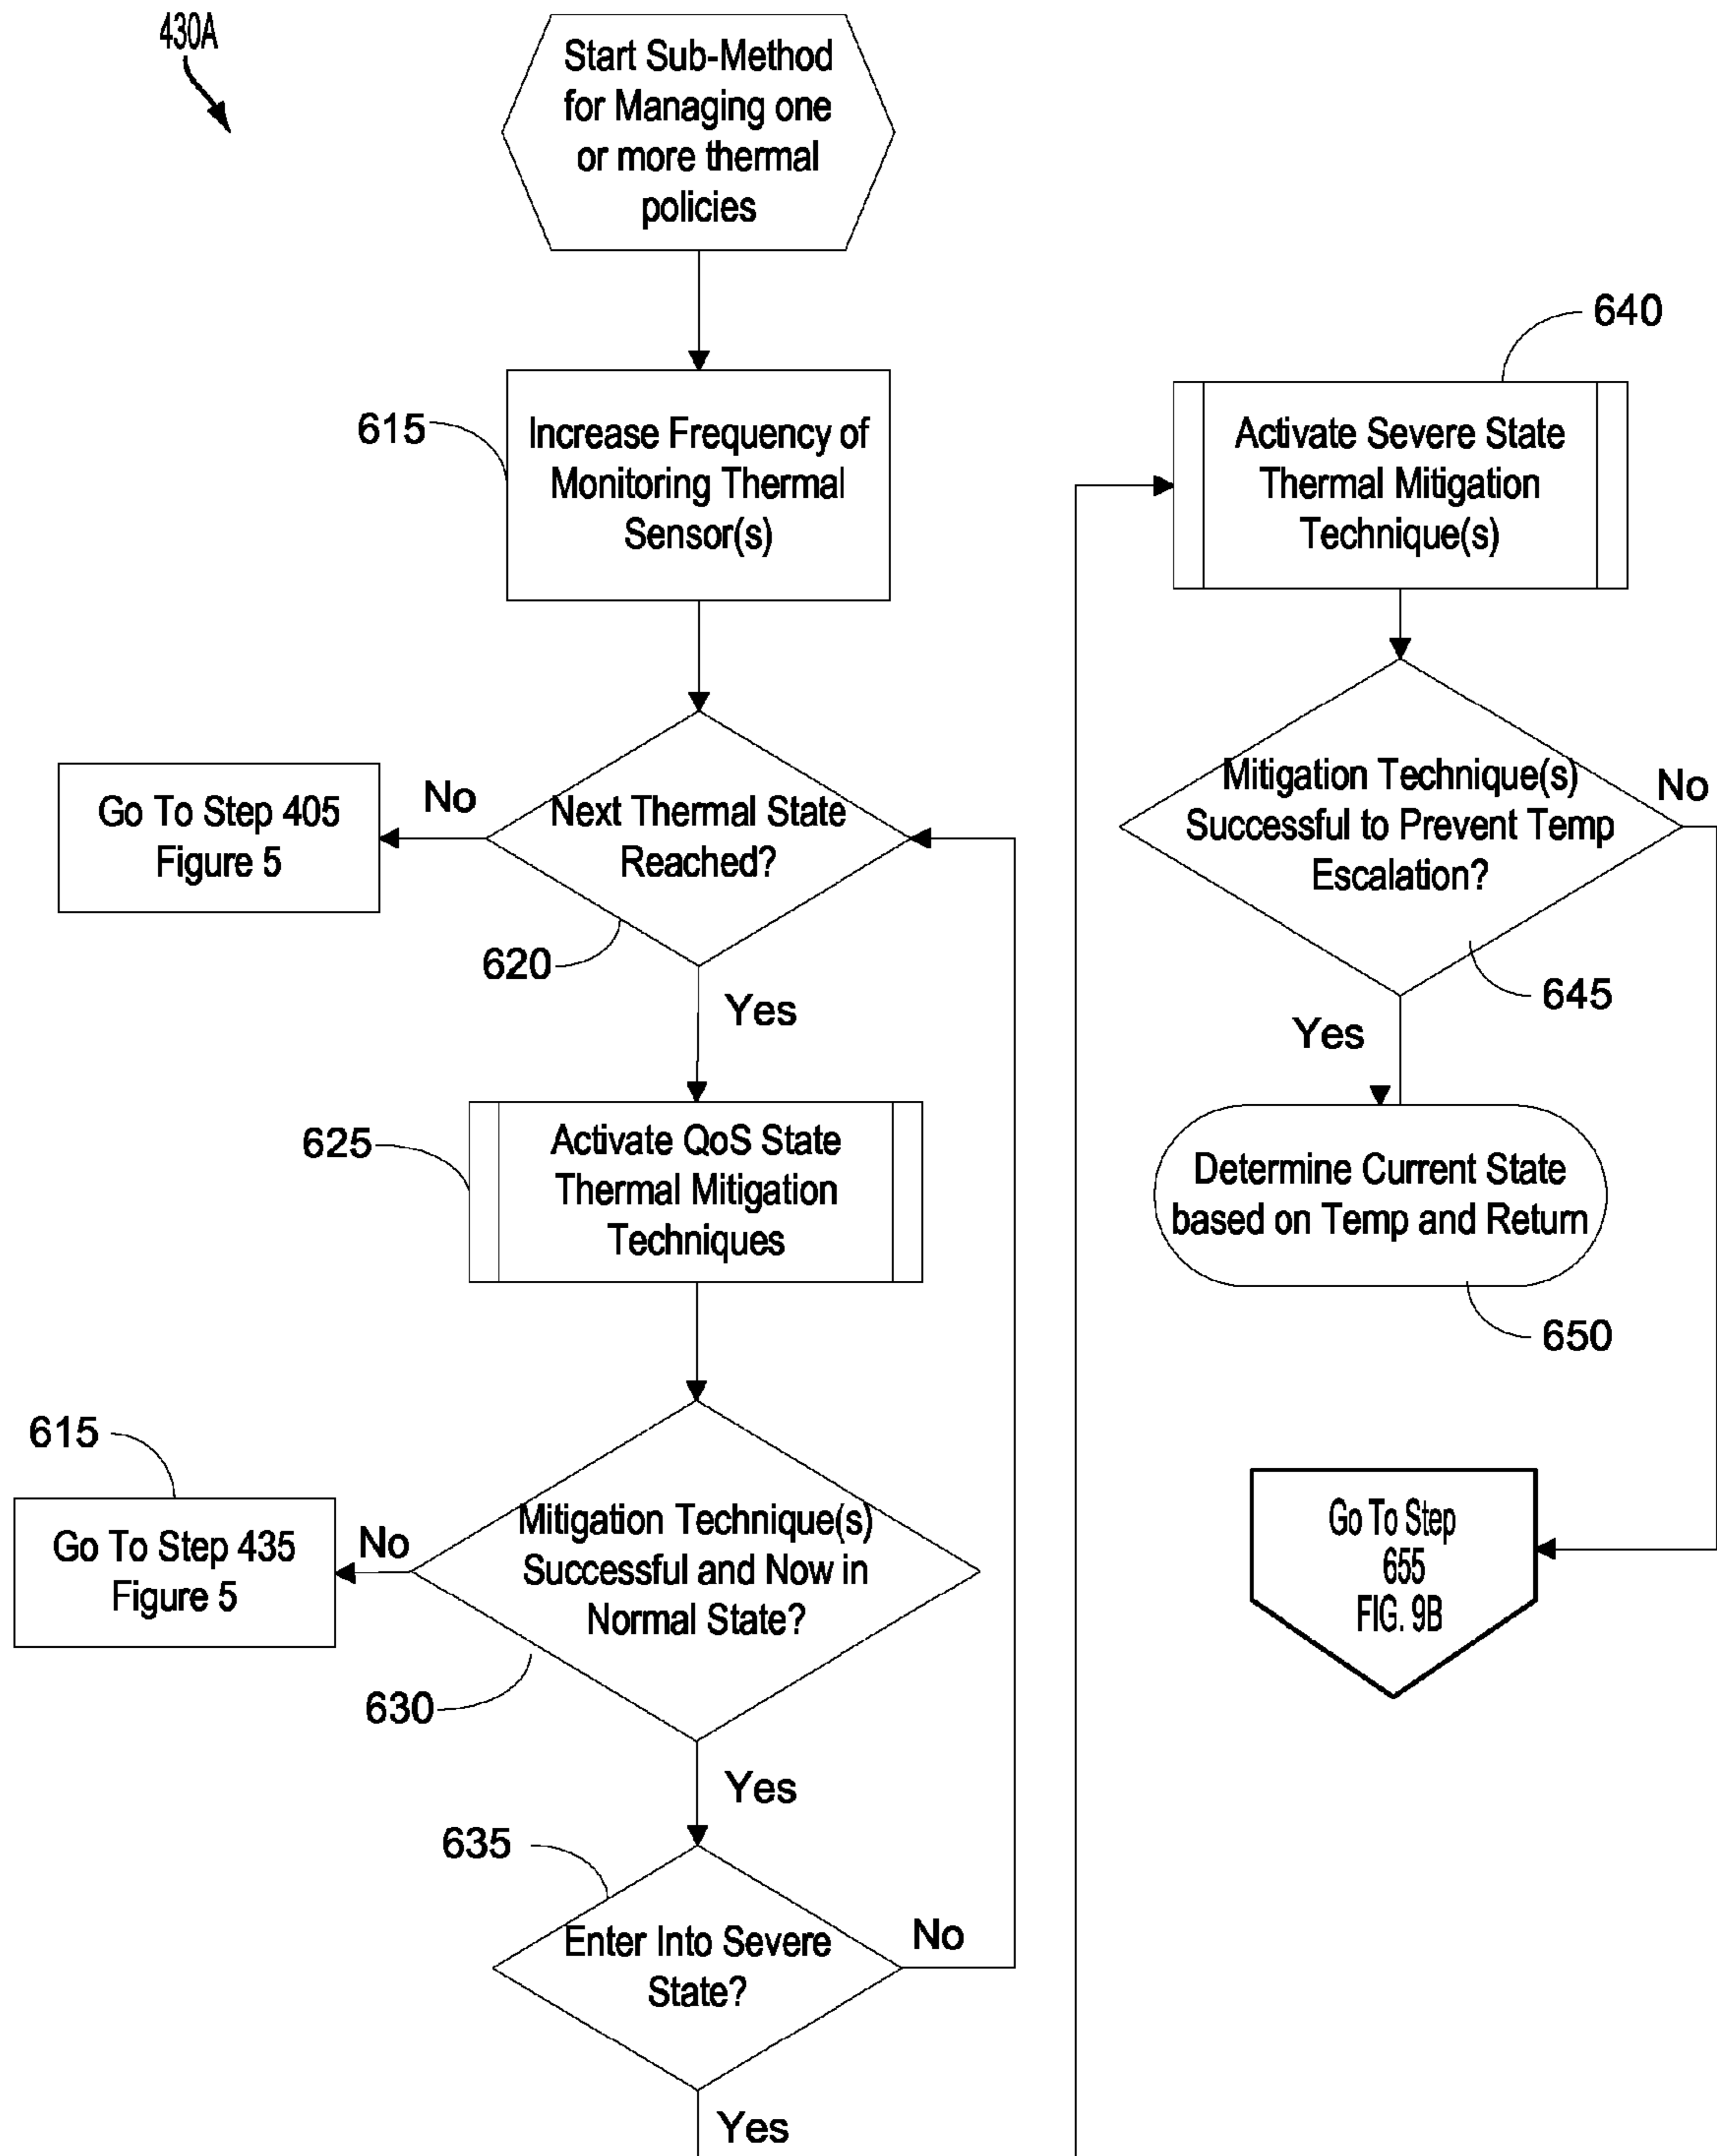 430A
Start Sub-Method
for Managing one
or more thermal
policies
615
Increase Frequency of
Monitoring Thermal
Sensor(s)
Go To Step 405
Figure 5
No
Next Thermal State
Reached?
620
Yes
625
Activate QoS State
Thermal Mitigation
Techniques
615
Go To Step 435
Figure 5
No
Mitigation Technique(s)
Successful and Now in
Normal State?
630
Yes
635
Enter Into Severe
State?
No
Yes
640
Activate Severe State
Thermal Mitigation
Technique(s)
Mitigation Technique(s)
Successful to Prevent Temp
Escalation?
No
645
Yes
Determine Current State
based on Temp and Return
650
Go To Step
655
FIG. 9B